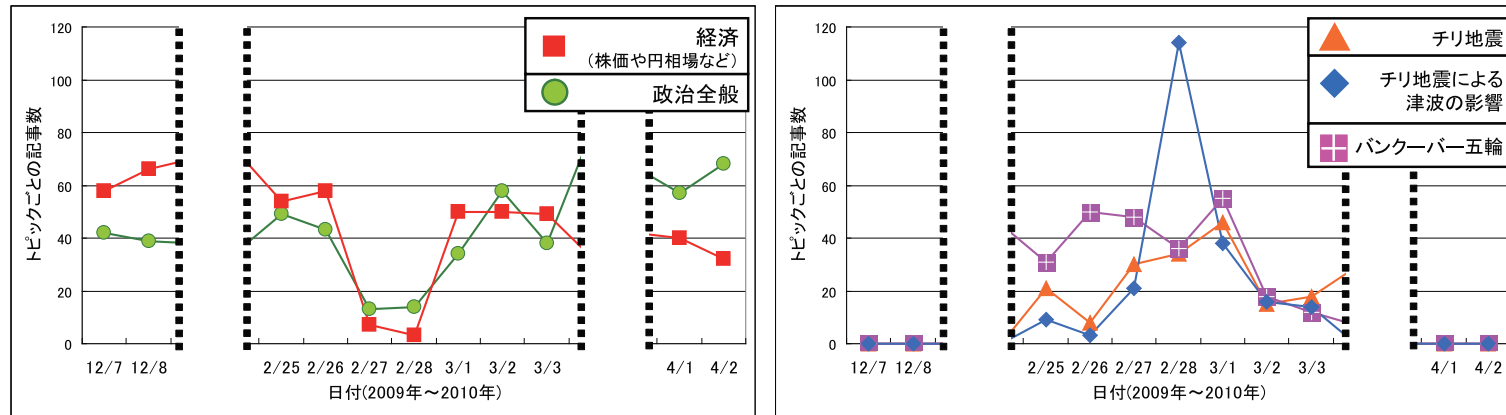 120
100
80
60
40
20
0
トピックごとの記事数
経済
(株価や円相場など)
政治全般
12/7 12/8 2/25 2/26 2/27 2/28 3/1 3/2 3/3 4/1 4/2
日付(2009年～2010年)
120
100
80
60
40
20
0
トピックごとの記事数
チリ地震
チリ地震による
津波の影響
バンクーバー五輪
12/7 12/8 2/25 2/26 2/27 2/28 3/1 3/2 3/3 4/1 4/2
日付(2009年～2010年)